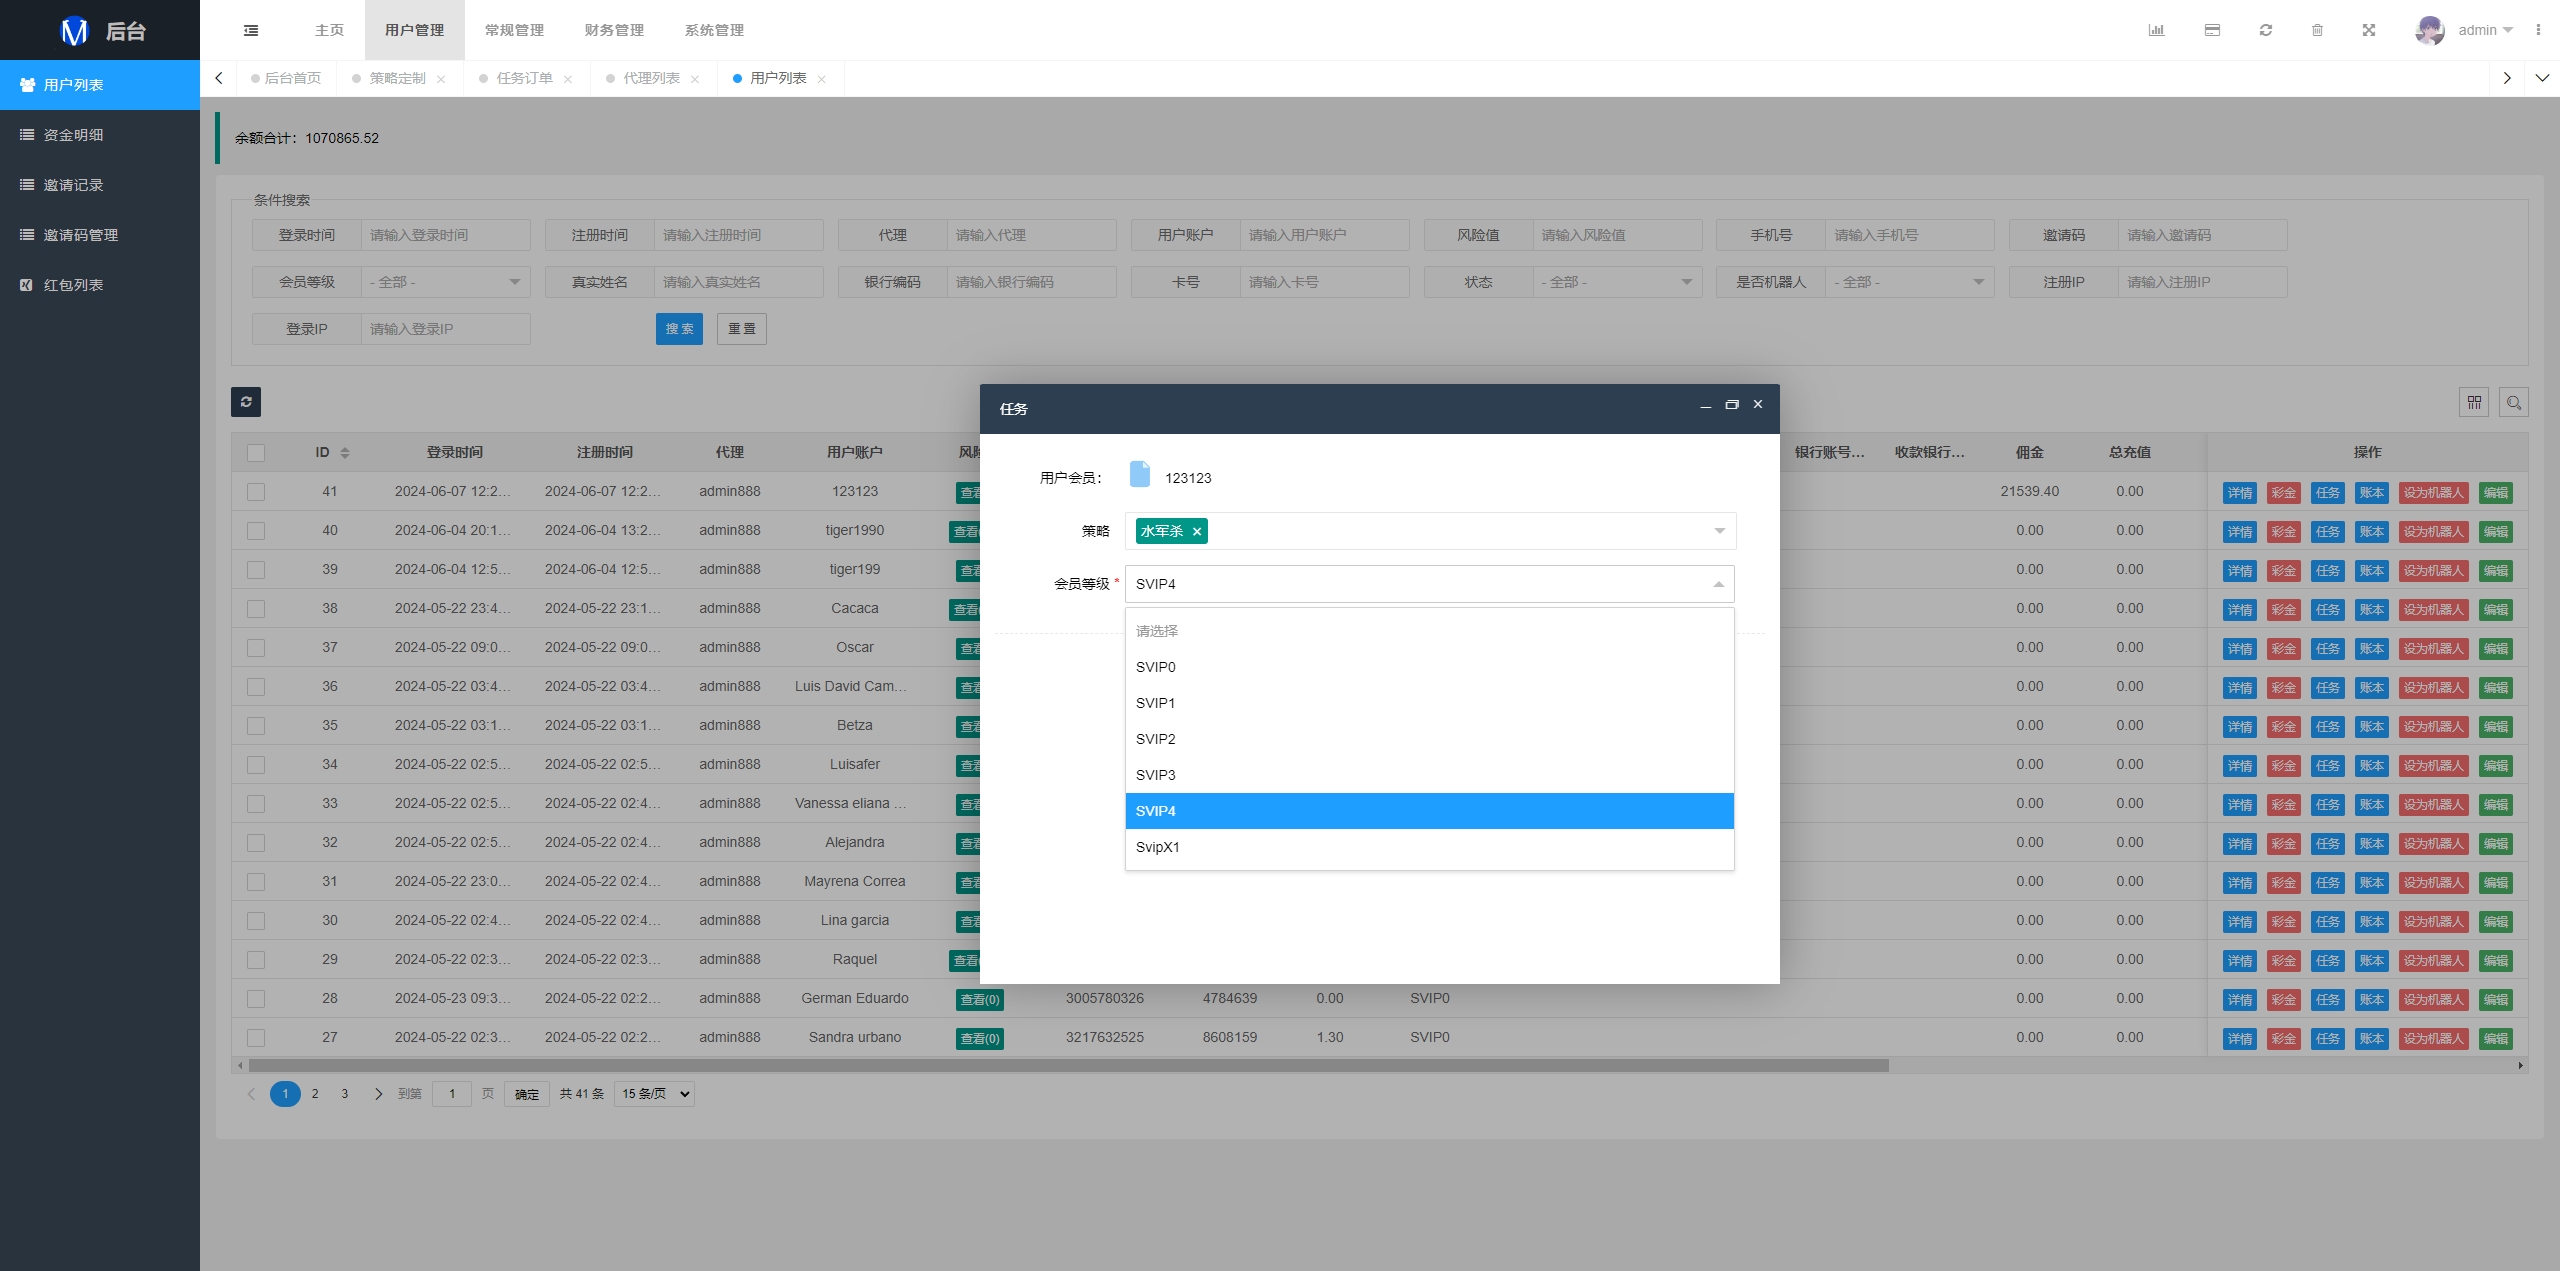 后台
主页 用户管理 常规管理 财务管理 系统管理 admin
后台首页 策略定制 任务订单 代理列表 用户列表
用户列表
资金明细
邀请记录
邀请码管理
红包列表
余额合计：1070865.52
条件搜索
登录时间 请输入登录时间 注册时间 请输入注册时间 代理 请输入代理 用户账户 请输入用户账户 风险值 请输入风险值 手机号 请输入手机号 邀请码 请输入邀请码
会员等级 - 全部 - 真实姓名 请输入真实姓名 银行编码 请输入银行编码 卡号 请输入卡号 状态 - 全部 - 是否机器人 - 全部 - 注册IP 请输入注册IP
登录IP 请输入登录IP 搜 索 重 置
任务
用户会员： 123123
策略 水军杀
会员等级 * SVIP4
请选择
SVIP0
SVIP1
SVIP2
SVIP3
SVIP4
SvipX1
ID 登录时间 注册时间 代理 用户账户 银行账号... 收款银行... 佣金 总充值 操作
41 2024-06-07 12:2... 2024-06-07 12:2... admin888 123123 21539.40 0.00 详情 彩金 任务 账本 设为机器人 编辑
40 2024-06-04 20:1... 2024-06-04 13:2... admin888 tiger1990 查看 0.00 0.00 详情 彩金 任务 账本 设为机器人 编辑
39 2024-06-04 12:5... 2024-06-04 12:5... admin888 tiger199 0.00 0.00 详情 彩金 任务 账本 设为机器人 编辑
38 2024-05-22 23:4... 2024-05-22 23:1... admin888 Cacaca 查看 0.00 0.00 详情 彩金 任务 账本 设为机器人 编辑
37 2024-05-22 09:0... 2024-05-22 09:0... admin888 Oscar 0.00 0.00 详情 彩金 任务 账本 设为机器人 编辑
36 2024-05-22 03:4... 2024-05-22 03:4... admin888 Luis David Cam... 0.00 0.00 详情 彩金 任务 账本 设为机器人 编辑
35 2024-05-22 03:1... 2024-05-22 03:1... admin888 Betza 0.00 0.00 详情 彩金 任务 账本 设为机器人 编辑
34 2024-05-22 02:5... 2024-05-22 02:5... admin888 Luisafer 0.00 0.00 详情 彩金 任务 账本 设为机器人 编辑
33 2024-05-22 02:5... 2024-05-22 02:4... admin888 Vanessa eliana ... 0.00 0.00 详情 彩金 任务 账本 设为机器人 编辑
32 2024-05-22 02:5... 2024-05-22 02:4... admin888 Alejandra 0.00 0.00 详情 彩金 任务 账本 设为机器人 编辑
31 2024-05-22 23:0... 2024-05-22 02:4... admin888 Mayrena Correa 0.00 0.00 详情 彩金 任务 账本 设为机器人 编辑
30 2024-05-22 02:4... 2024-05-22 02:4... admin888 Lina garcia 0.00 0.00 详情 彩金 任务 账本 设为机器人 编辑
29 2024-05-22 02:3... 2024-05-22 02:3... admin888 Raquel 查看 0.00 0.00 详情 彩金 任务 账本 设为机器人 编辑
28 2024-05-23 09:3... 2024-05-22 02:2... admin888 German Eduardo 查看(0) 3005780326 4784639 0.00 SVIP0 0.00 0.00 详情 彩金 任务 账本 设为机器人 编辑
27 2024-05-22 02:3... 2024-05-22 02:2... admin888 Sandra urbano 查看(0) 3217632525 8608159 1.30 SVIP0 0.00 0.00 详情 彩金 任务 账本 设为机器人 编辑
1 2 3 到第 1 页 确定 共 41 条 15 条/页